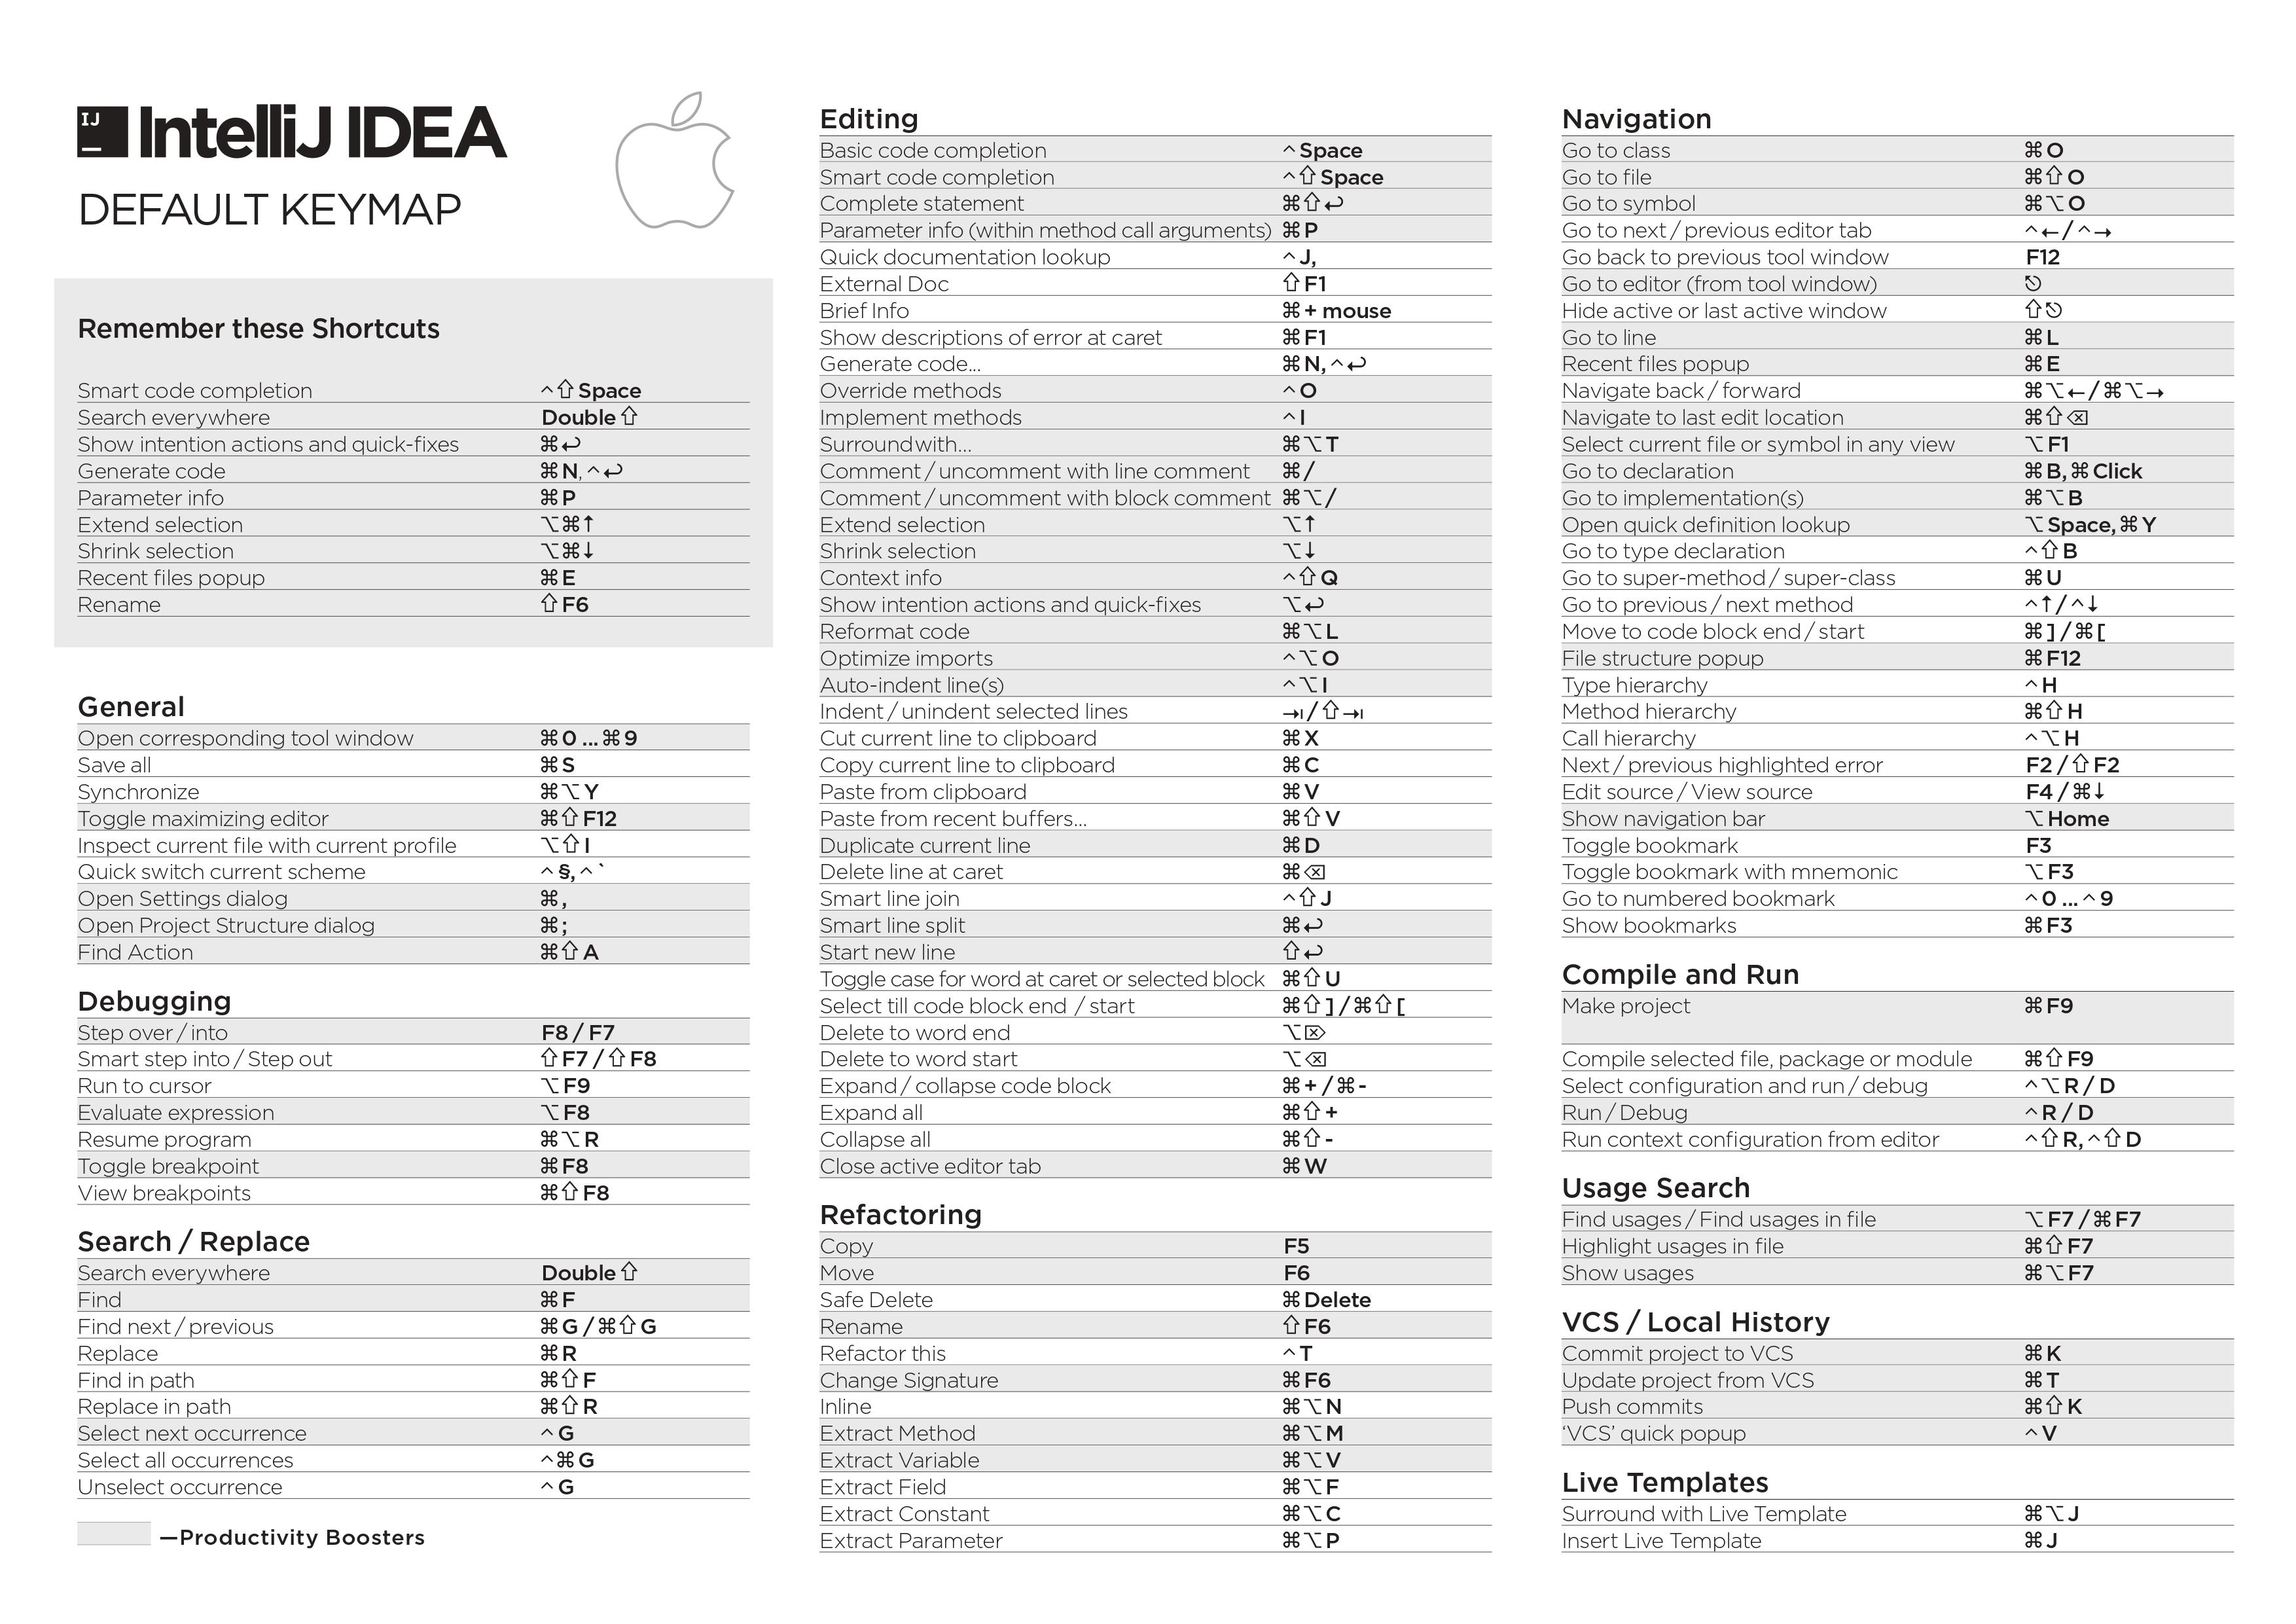 IJ IntelliJ IDEA
DEFAULT KEYMAP
Remember these Shortcuts
Smart code completion ^⇧Space
Search everywhere Double⇧
Show intention actions and quick-fixes ⌘↩
Generate code ⌘N, ^↩
Parameter info ⌘P
Extend selection ⌥⌘↑
Shrink selection ⌥⌘↓
Recent files popup ⌘E
Rename ⇧F6
General
Open corresponding tool window ⌘0 ... ⌘9
Save all ⌘S
Synchronize ⌘⌥Y
Toggle maximizing editor ⌘⇧F12
Inspect current file with current profile ⌥⇧I
Quick switch current scheme ^§, ^`
Open Settings dialog ⌘,
Open Project Structure dialog ⌘;
Find Action ⌘⇧A
Debugging
Step over / into F8 / F7
Smart step into / Step out ⇧F7 / ⇧F8
Run to cursor ⌥F9
Evaluate expression ⌥F8
Resume program ⌘⌥R
Toggle breakpoint ⌘F8
View breakpoints ⌘⇧F8
Search / Replace
Search everywhere Double⇧
Find ⌘F
Find next / previous ⌘G / ⌘⇧G
Replace ⌘R
Find in path ⌘⇧F
Replace in path ⌘⇧R
Select next occurrence ^G
Select all occurrences ^⌘G
Unselect occurrence ^G
—Productivity Boosters
Editing
Basic code completion ^Space
Smart code completion ^⇧Space
Complete statement ⌘⇧↩
Parameter info (within method call arguments) ⌘P
Quick documentation lookup ^J,
External Doc ⇧F1
Brief Info ⌘+ mouse
Show descriptions of error at caret ⌘F1
Generate code... ⌘N, ^↩
Override methods ^O
Implement methods ^I
Surround with... ⌘⌥T
Comment / uncomment with line comment ⌘/
Comment / uncomment with block comment ⌘⌥/
Extend selection ⌥↑
Shrink selection ⌥↓
Context info ^⇧Q
Show intention actions and quick-fixes ⌥↩
Reformat code ⌘⌥L
Optimize imports ^⌥O
Auto-indent line(s) ^⌥I
Indent / unindent selected lines ⇥ / ⇧⇥
Cut current line to clipboard ⌘X
Copy current line to clipboard ⌘C
Paste from clipboard ⌘V
Paste from recent buffers... ⌘⇧V
Duplicate current line ⌘D
Delete line at caret ⌘⌫
Smart line join ^⇧J
Smart line split ⌘↩
Start new line ⇧↩
Toggle case for word at caret or selected block ⌘⇧U
Select till code block end / start ⌘⇧] / ⌘⇧[
Delete to word end ⌥⌦
Delete to word start ⌥⌫
Expand / collapse code block ⌘+ / ⌘-
Expand all ⌘⇧+
Collapse all ⌘⇧-
Close active editor tab ⌘W
Refactoring
Copy F5
Move F6
Safe Delete ⌘Delete
Rename ⇧F6
Refactor this ^T
Change Signature ⌘F6
Inline ⌘⌥N
Extract Method ⌘⌥M
Extract Variable ⌘⌥V
Extract Field ⌘⌥F
Extract Constant ⌘⌥C
Extract Parameter ⌘⌥P
Navigation
Go to class ⌘O
Go to file ⌘⇧O
Go to symbol ⌘⌥O
Go to next / previous editor tab ^← / ^→
Go back to previous tool window F12
Go to editor (from tool window) ⎋
Hide active or last active window ⇧⎋
Go to line ⌘L
Recent files popup ⌘E
Navigate back / forward ⌘⌥← / ⌘⌥→
Navigate to last edit location ⌘⇧⌫
Select current file or symbol in any view ⌥F1
Go to declaration ⌘B, ⌘Click
Go to implementation(s) ⌘⌥B
Open quick definition lookup ⌥Space, ⌘Y
Go to type declaration ^⇧B
Go to super-method / super-class ⌘U
Go to previous / next method ^↑ / ^↓
Move to code block end / start ⌘] / ⌘[
File structure popup ⌘F12
Type hierarchy ^H
Method hierarchy ⌘⇧H
Call hierarchy ^⌥H
Next / previous highlighted error F2 / ⇧F2
Edit source / View source F4 / ⌘↓
Show navigation bar ⌥Home
Toggle bookmark F3
Toggle bookmark with mnemonic ⌥F3
Go to numbered bookmark ^0 ... ^9
Show bookmarks ⌘F3
Compile and Run
Make project ⌘F9
Compile selected file, package or module ⌘⇧F9
Select configuration and run / debug ^⌥R / D
Run / Debug ^R / D
Run context configuration from editor ^⇧R, ^⇧D
Usage Search
Find usages / Find usages in file ⌥F7 / ⌘F7
Highlight usages in file ⌘⇧F7
Show usages ⌘⌥F7
VCS / Local History
Commit project to VCS ⌘K
Update project from VCS ⌘T
Push commits ⌘⇧K
‘VCS’ quick popup ^V
Live Templates
Surround with Live Template ⌘⌥J
Insert Live Template ⌘J